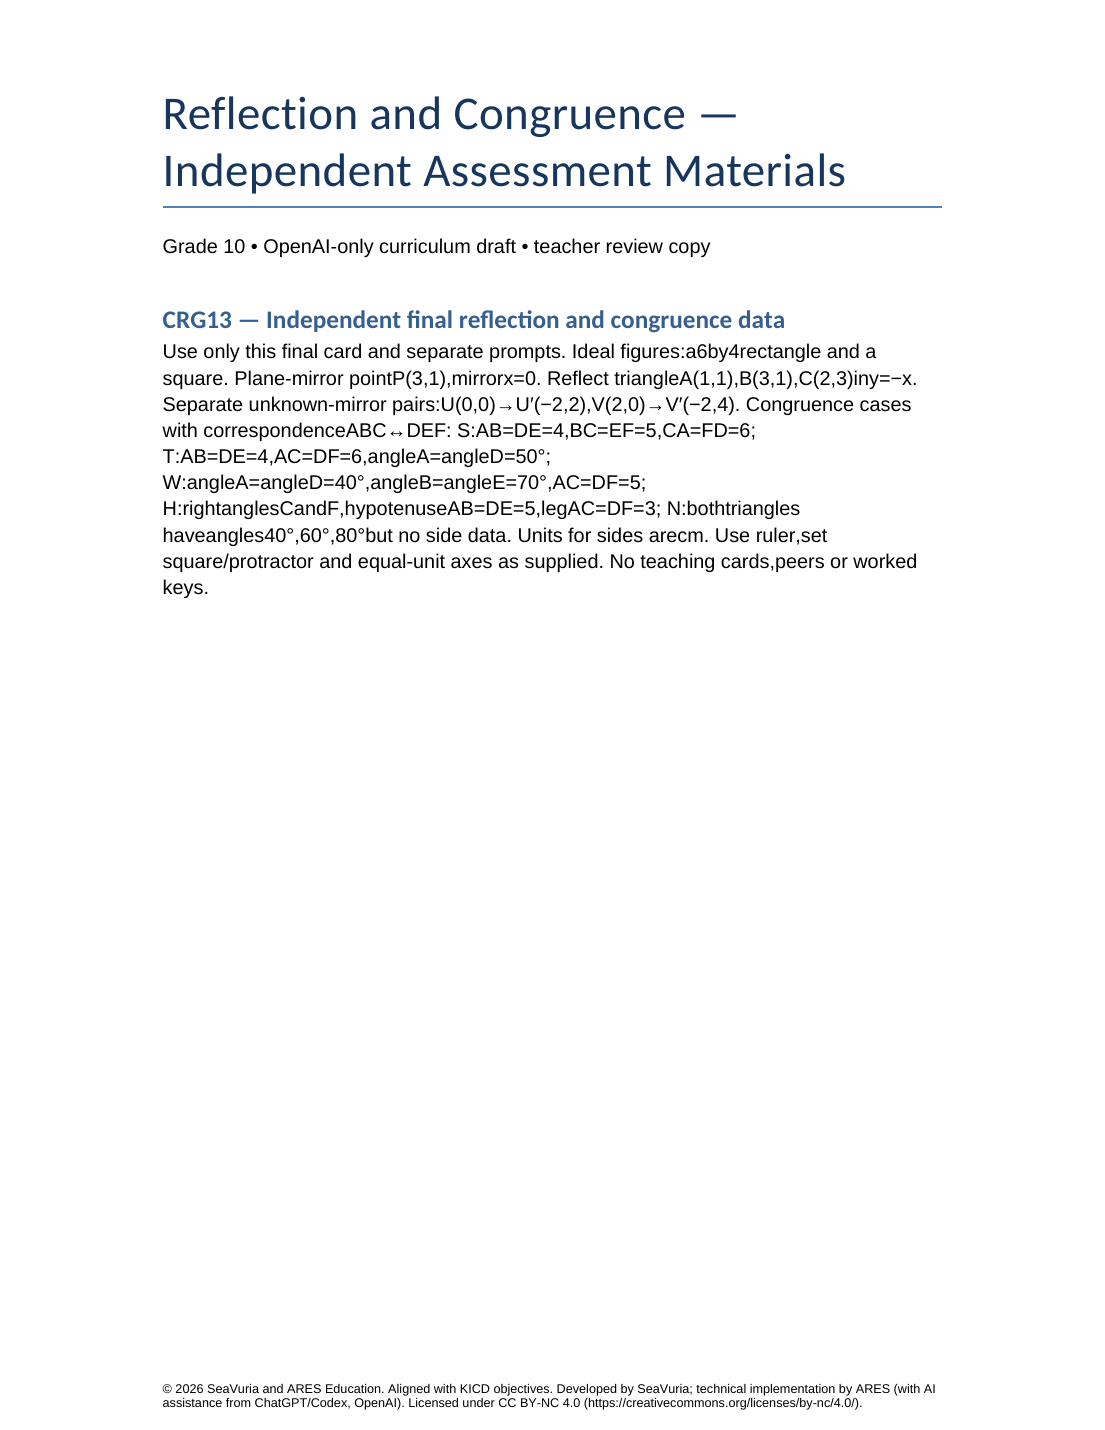 Reflection and Congruence —
Independent Assessment Materials
Grade 10 • OpenAI-only curriculum draft • teacher review copy
CRG13 — Independent final reflection and congruence data
Use only this final card and separate prompts. Ideal figures:a6by4rectangle and a
square. Plane-mirror pointP(3,1),mirrorx=0. Reflect triangleA(1,1),B(3,1),C(2,3)iny=−x.
Separate unknown-mirror pairs:U(0,0)→U′(−2,2),V(2,0)→V′(−2,4). Congruence cases
with correspondenceABC↔DEF: S:AB=DE=4,BC=EF=5,CA=FD=6;
T:AB=DE=4,AC=DF=6,angleA=angleD=50°;
W:angleA=angleD=40°,angleB=angleE=70°,AC=DF=5;
H:rightanglesCandF,hypotenuseAB=DE=5,legAC=DF=3; N:bothtriangles
haveangles40°,60°,80°but no side data. Units for sides arecm. Use ruler,set
square/protractor and equal-unit axes as supplied. No teaching cards,peers or worked
keys.
© 2026 SeaVuria and ARES Education. Aligned with KICD objectives. Developed by SeaVuria; technical implementation by ARES (with AI
assistance from ChatGPT/Codex, OpenAI). Licensed under CC BY-NC 4.0 (https://creativecommons.org/licenses/by-nc/4.0/).